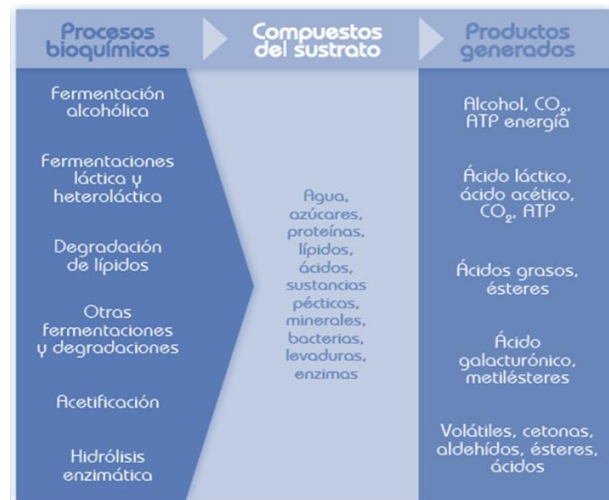 Procesos
bioquímicos
Compuestos
del sustrato
Productos
generados
Fermentación
alcohólica
Fermentaciones
láctica y
heteroláctica
Degradación
de lípidos
Otras
fermentaciones
y degradaciones
Acetificación
Hidrólisis
enzimática
Agua,
azúcares,
proteínas,
lípidos,
ácidos,
sustancias
pécticas,
minerales,
bacterias,
levaduras,
enzimas
Alcohol, CO₂,
ATP energía
Ácido láctico,
ácido acético,
CO₂, ATP
Ácidos grasos,
ésteres
Ácido
galacturónico,
metilésteres
Volátiles, cetonas,
aldehídos, ésteres,
ácidos